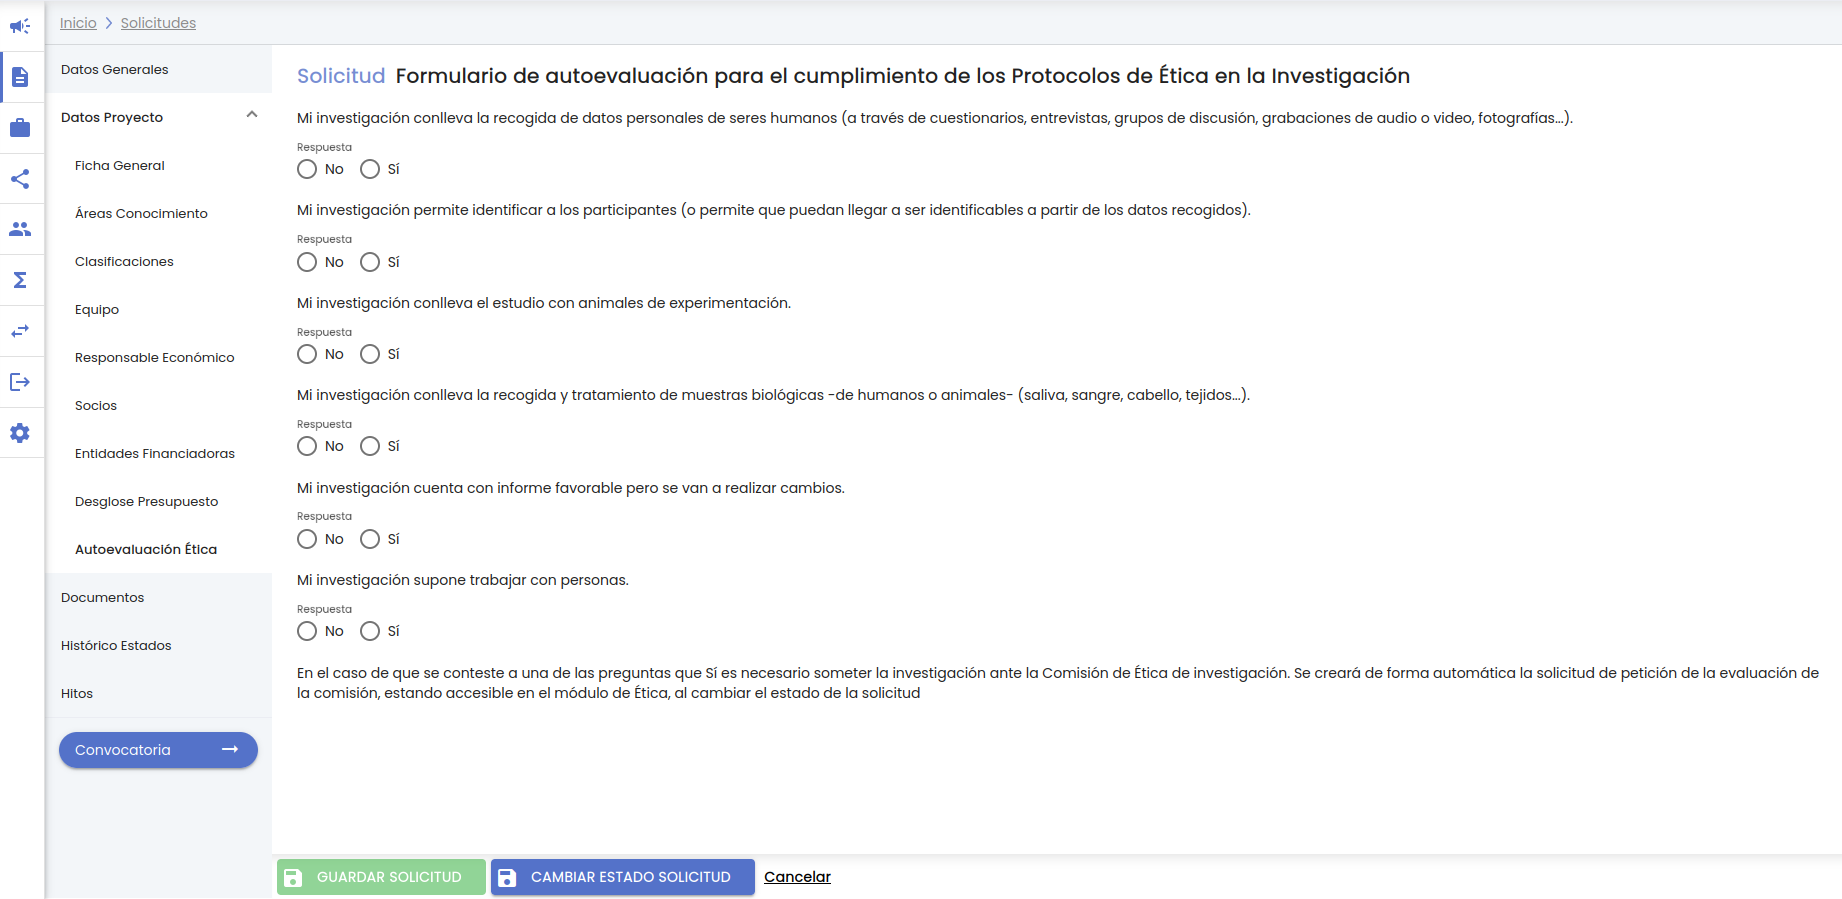 Inicio > Solicitudes
Datos Generales
Datos Proyecto
Ficha General
Áreas Conocimiento
Clasificaciones
Equipo
Responsable Económico
Socios
Entidades Financiadoras
Desglose Presupuesto
Autoevaluación Ética
Documentos
Histórico Estados
Hitos
Convocatoria
Solicitud Formulario de autoevaluación para el cumplimiento de los Protocolos de Ética en la Investigación
Mi investigación conlleva la recogida de datos personales de seres humanos (a través de cuestionarios, entrevistas, grupos de discusión, grabaciones de audio o video, fotografías...).
Respuesta
No Sí
Mi investigación permite identificar a los participantes (o permite que puedan llegar a ser identificables a partir de los datos recogidos).
Respuesta
No Sí
Mi investigación conlleva el estudio con animales de experimentación.
Respuesta
No Sí
Mi investigación conlleva la recogida y tratamiento de muestras biológicas -de humanos o animales- (saliva, sangre, cabello, tejidos...).
Respuesta
No Sí
Mi investigación cuenta con informe favorable pero se van a realizar cambios.
Respuesta
No Sí
Mi investigación supone trabajar con personas.
Respuesta
No Sí
En el caso de que se conteste a una de las preguntas que Sí es necesario someter la investigación ante la Comisión de Ética de investigación. Se creará de forma automática la solicitud de petición de la evaluación de
la comisión, estando accesible en el módulo de Ética, al cambiar el estado de la solicitud
GUARDAR SOLICITUD
CAMBIAR ESTADO SOLICITUD
Cancelar